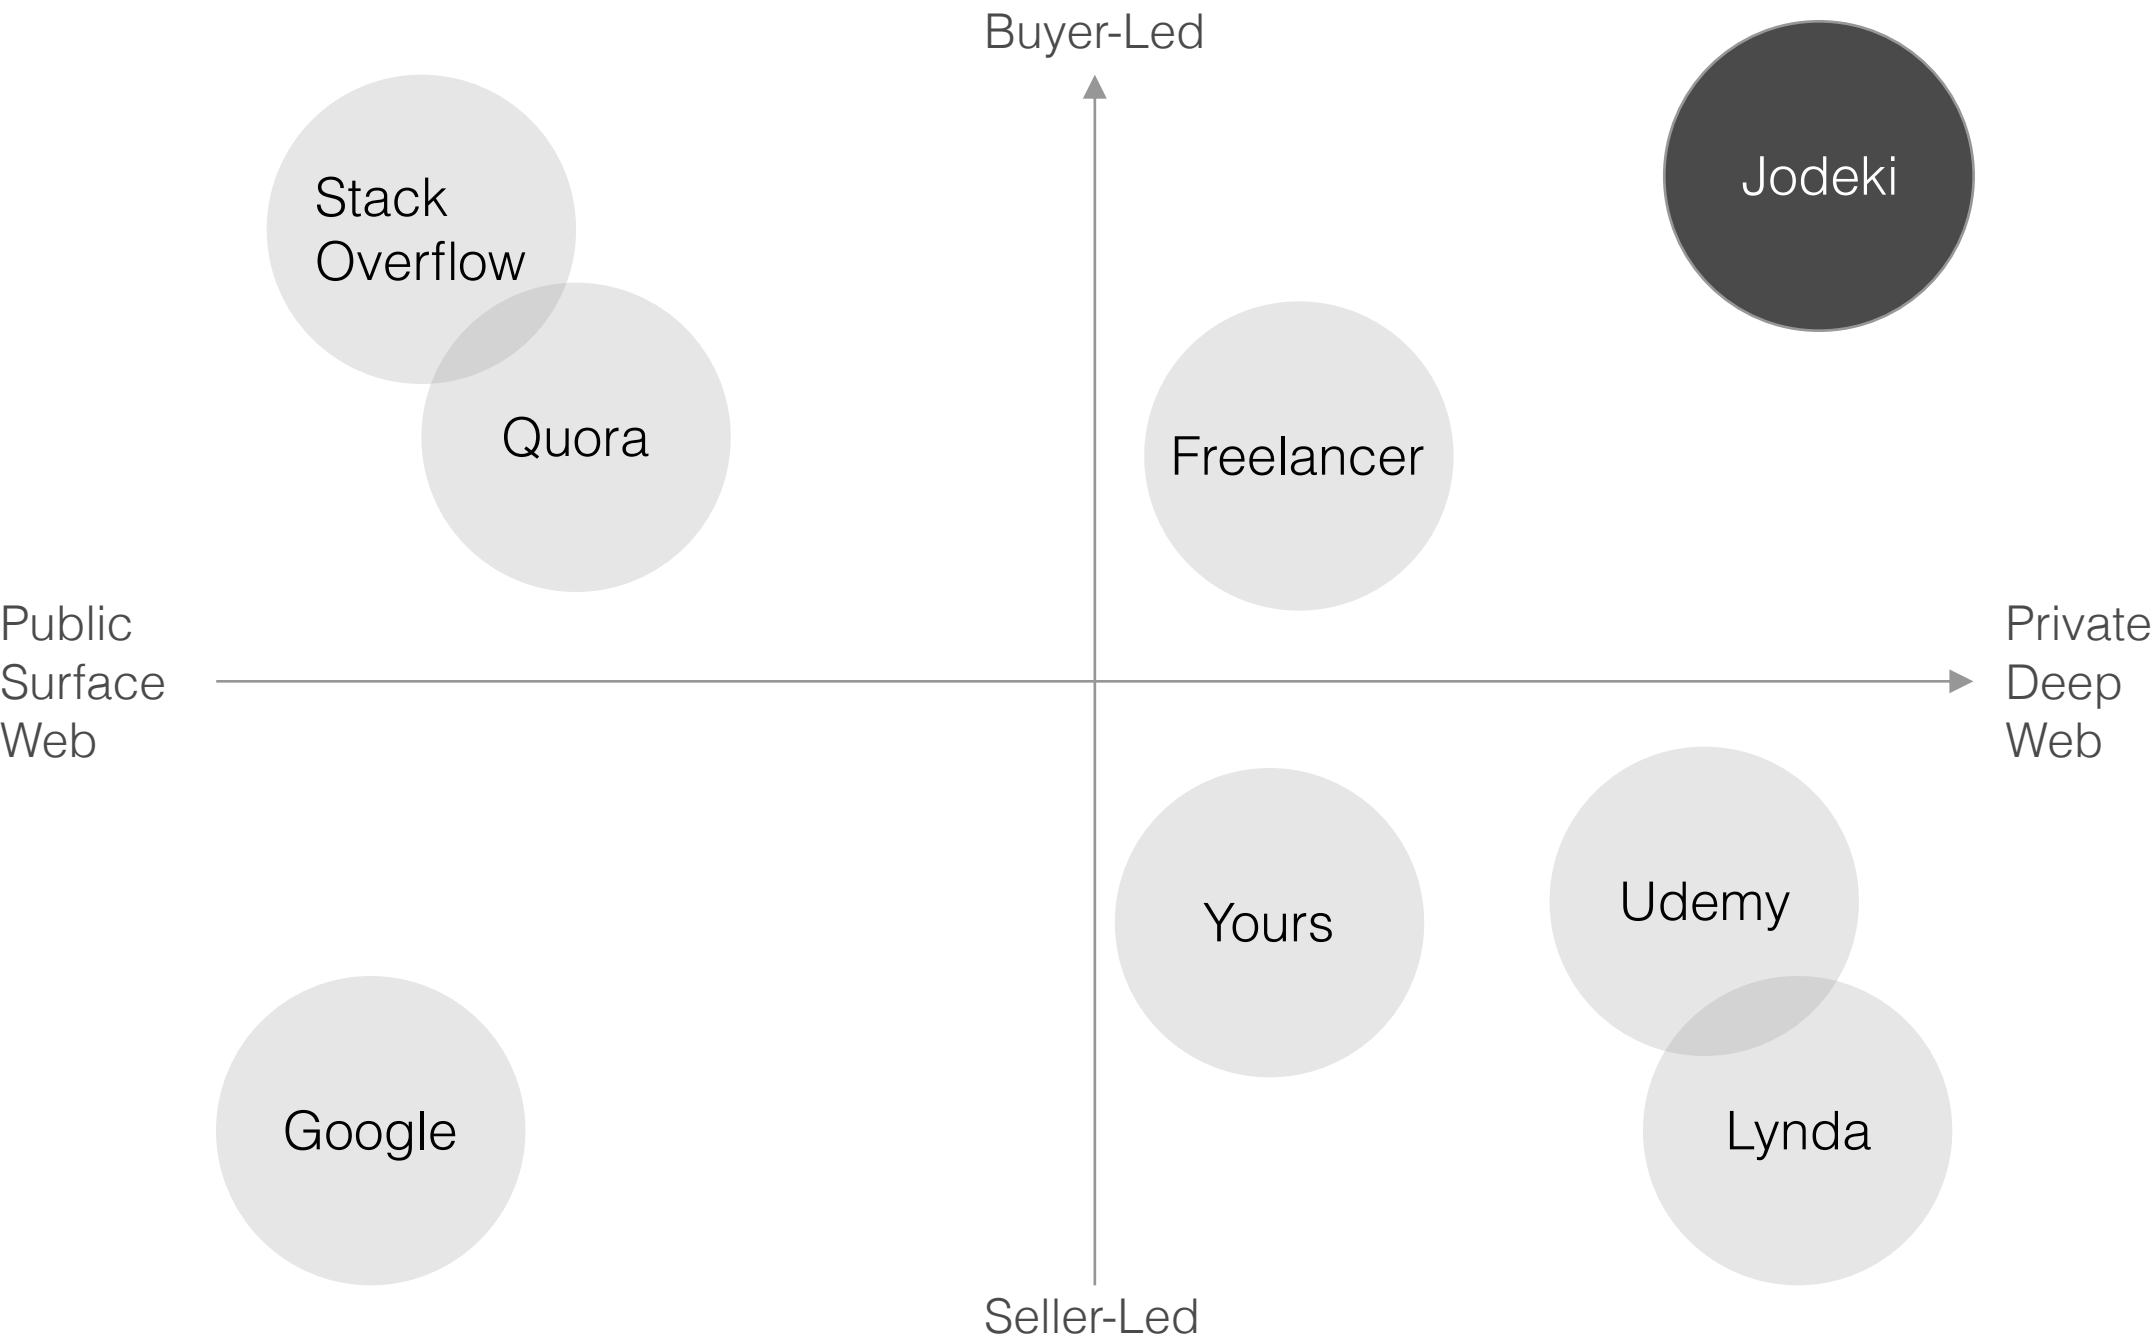 Buyer-Led
Jodeki
Stack
Overflow
Quora
Freelancer
Public
Surface
Web
Private
Deep
Web
Yours
Udemy
Google
Lynda
Seller-Led